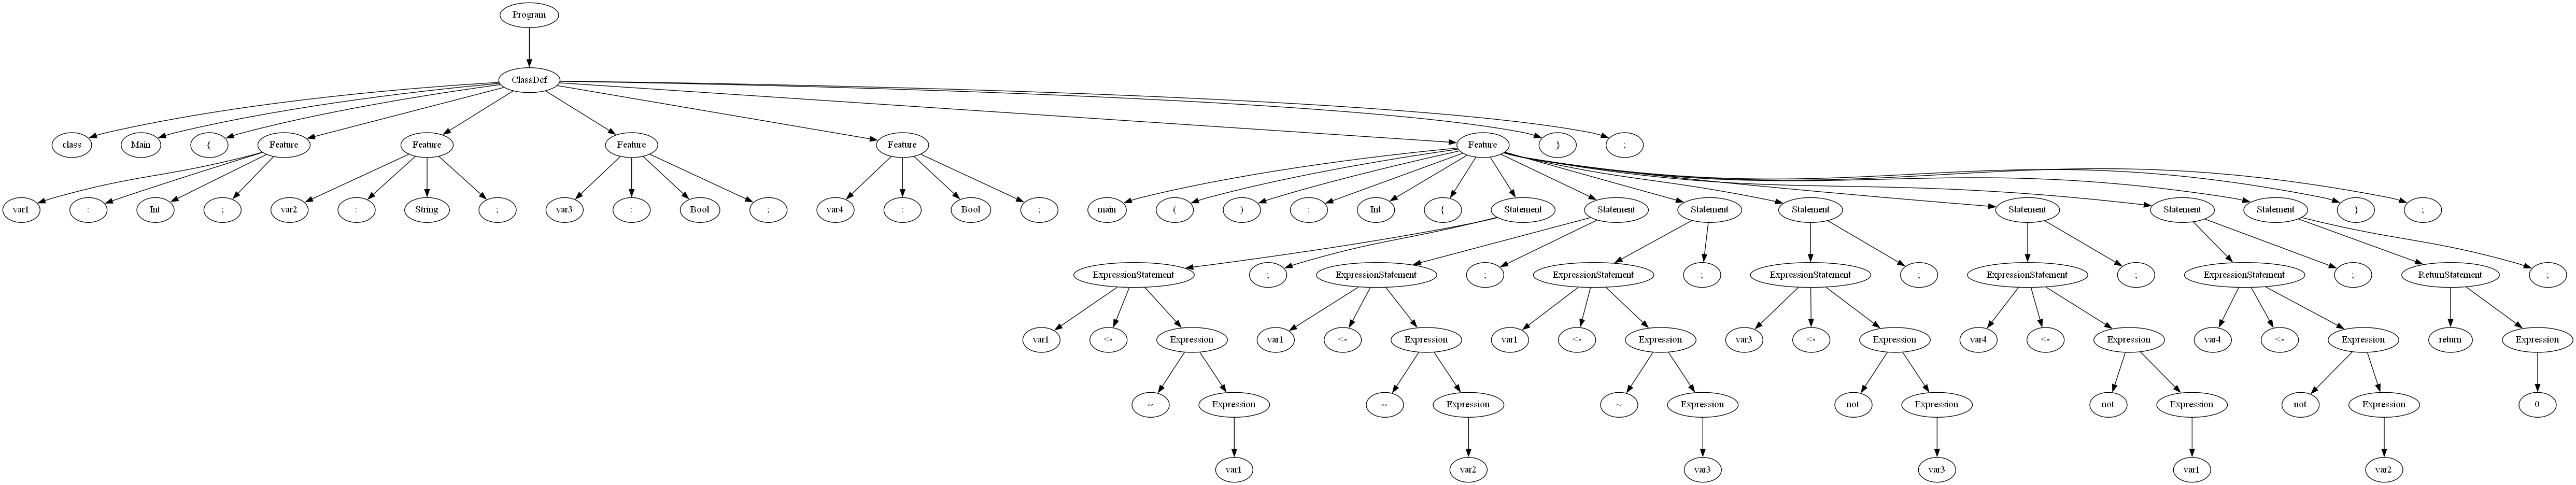 Program
ClassDef
class Main { Feature Feature Feature Feature Feature } ;
var1 : Int ; var2 : String ; var3 : Bool ; var4 : Bool ; main ( ) : Int { Statement Statement Statement Statement Statement Statement Statement } ;
ExpressionStatement ; ExpressionStatement ; ExpressionStatement ; ExpressionStatement ; ExpressionStatement ; ExpressionStatement ; ReturnStatement ;
var1 <- Expression var1 <- Expression var1 <- Expression var3 <- Expression var4 <- Expression var4 <- Expression return Expression
~ Expression ~ Expression ~ Expression not Expression not Expression not Expression 0
var1 var2 var3 var3 var1 var2